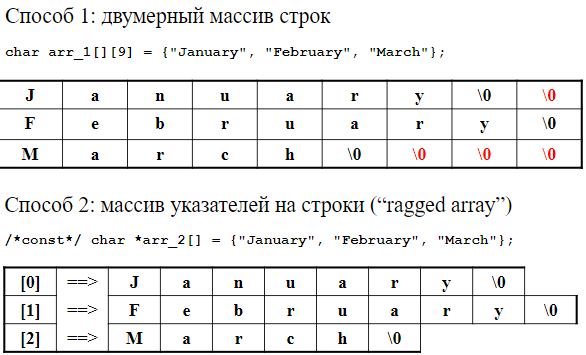 Способ 1: двумерный массив строк
char arr_1[][9] = {"January", "February", "March"};
J a n u a r y \0 \0
F e b r u a r y \0
M a r c h \0 \0 \0 \0
Способ 2: массив указателей на строки (“ragged array”)
/*const*/ char *arr_2[] = {"January", "February", "March"};
[0] ==> J a n u a r y \0
[1] ==> F e b r u a r y \0
[2] ==> M a r c h \0